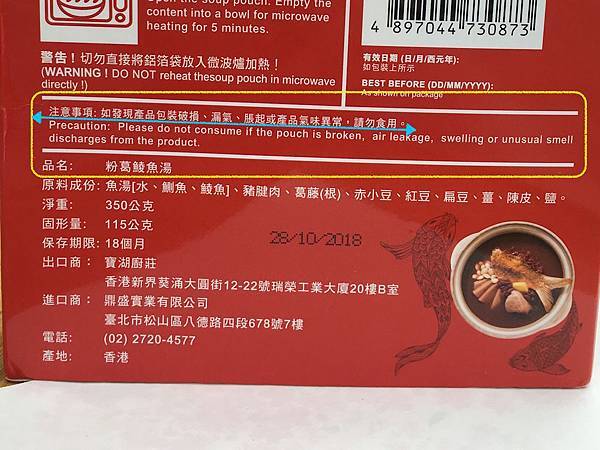 Open the soup pouch. Empty the
content into a bowl for microwave
heating for 5 minutes.
4 897044 730873
警告！切勿直接將鋁箔袋放入微波爐加熱！
(WARNING ! DO NOT reheat thesoup pouch in microwave
directly !)
有效日期 (日/月/西元年):
如包裝上所示
BEST BEFORE (DD/MM/YYYY):
As shown on package
注意事項: 如發現產品包裝破損、漏氣、脹起或產品氣味異常，請勿食用。
Precaution: Please do not consume if the pouch is broken, air leakage, swelling or unusual smell
discharges from the product.
品名: 粉葛鯪魚湯
原料成份: 魚湯[水、鰂魚、鯪魚]、豬腱肉、葛藤(根)、赤小豆、紅豆、扁豆、薑、陳皮、鹽。
淨重: 350公克
固形量: 115公克
保存期限: 18個月
28/10/2018
出口商: 寶湖廚莊
香港新界葵涌大圓街12-22號瑞榮工業大廈20樓B室
進口商: 鼎盛實業有限公司
臺北市松山區八德路四段678號7樓
電話: (02) 2720-4577
產地: 香港